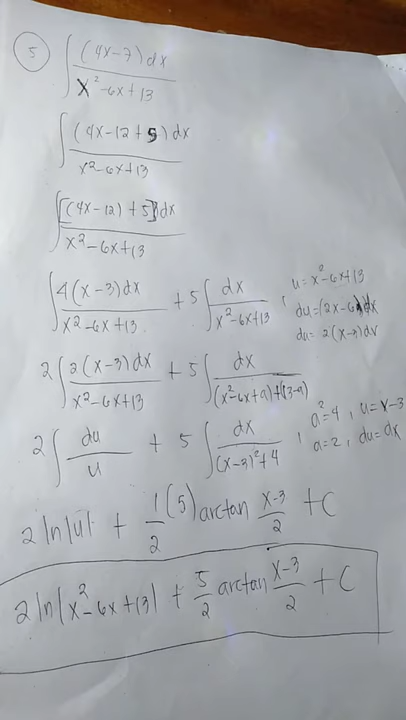 5 ∫ (4x-7)dx / x²-6x+13
∫ (4x-12+5)dx / x²-6x+13
∫ [(4x-12)+5]dx / x²-6x+13
∫ 4(x-3)dx / x²-6x+13 + 5 ∫ dx / x²-6x+13 , u=x²-6x+13
du=(2x-6)dx
du=2(x-3)dx
2 ∫ 2(x-3)dx / x²-6x+13 + 5 ∫ dx / (x²-6x+9)+(13-9)
2 ∫ du / u + 5 ∫ dx / (x-3)²+4 , a²=4, u=x-3
a=2, du=dx
2 ln|u| + 1/2 (5) arctan x-3 / 2 + C
2 ln|x²-6x+13| + 5/2 arctan x-3 / 2 + C